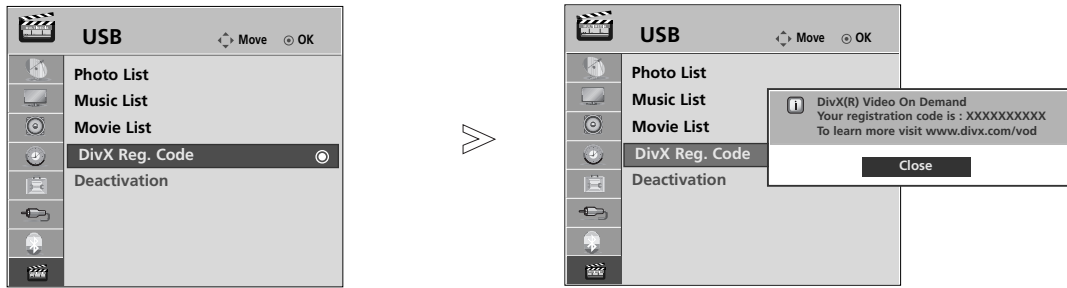 USB
Move
OK
Photo List
Music List
Movie List
DivX Reg. Code
Deactivation
USB
Move
OK
Photo List
Music List
Movie List
DivX Reg. Code
Deactivation
i
DivX(R) Video On Demand
Your registration code is : XXXXXXXXXX
To learn more visit www.divx.com/vod
Close